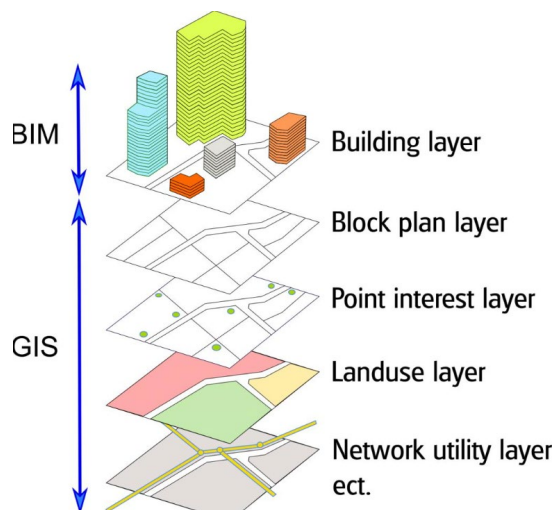 BIM
Building layer
Block plan layer
Point interest layer
GIS
Landuse layer
Network utility layer
ect.